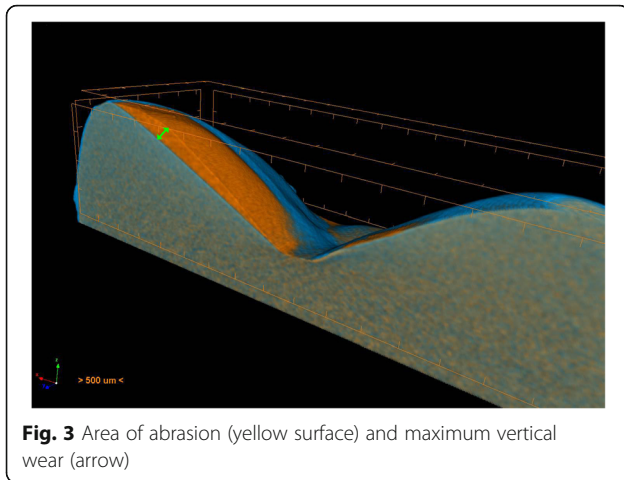 > 500 um <
Fig. 3 Area of abrasion (yellow surface) and maximum vertical
wear (arrow)